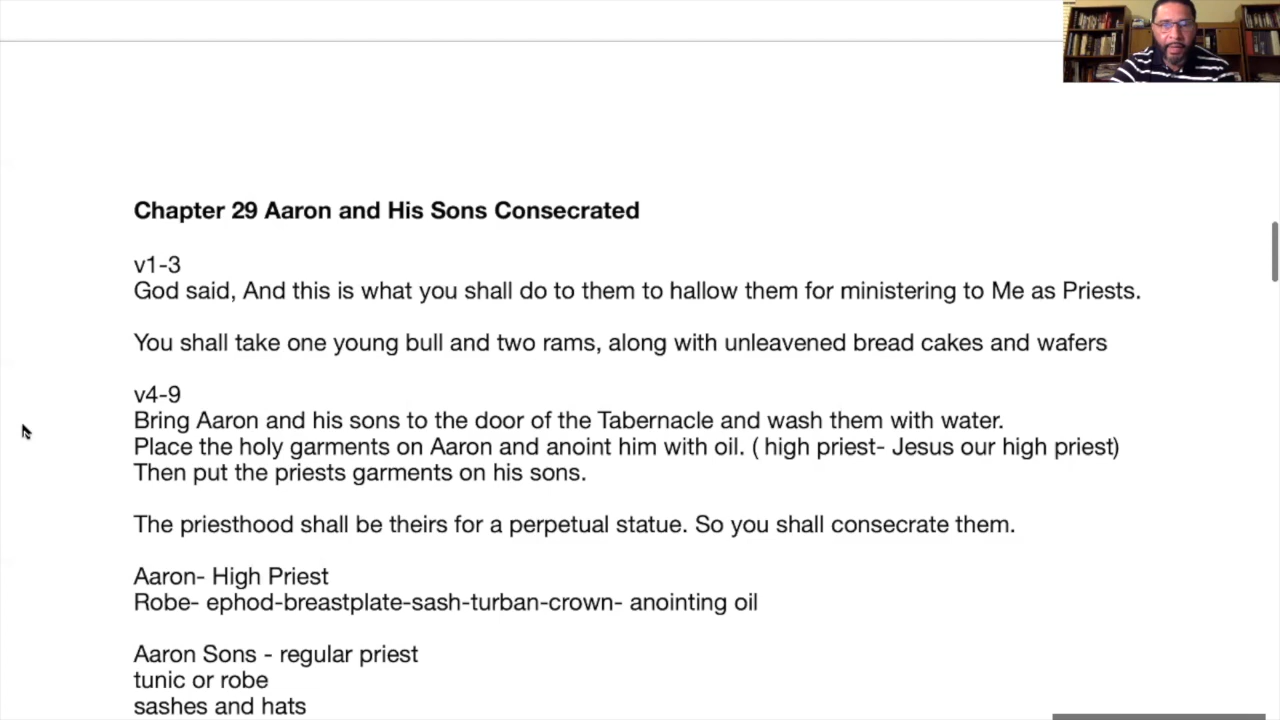 Chapter 29 Aaron and His Sons Consecrated
v1-3
God said, And this is what you shall do to them to hallow them for ministering to Me as Priests.
You shall take one young bull and two rams, along with unleavened bread cakes and wafers
v4-9
Bring Aaron and his sons to the door of the Tabernacle and wash them with water.
Place the holy garments on Aaron and anoint him with oil. ( high priest- Jesus our high priest)
Then put the priests garments on his sons.
The priesthood shall be theirs for a perpetual statue. So you shall consecrate them.
Aaron- High Priest
Robe- ephod-breastplate-sash-turban-crown- anointing oil
Aaron Sons - regular priest
tunic or robe
sashes and hats